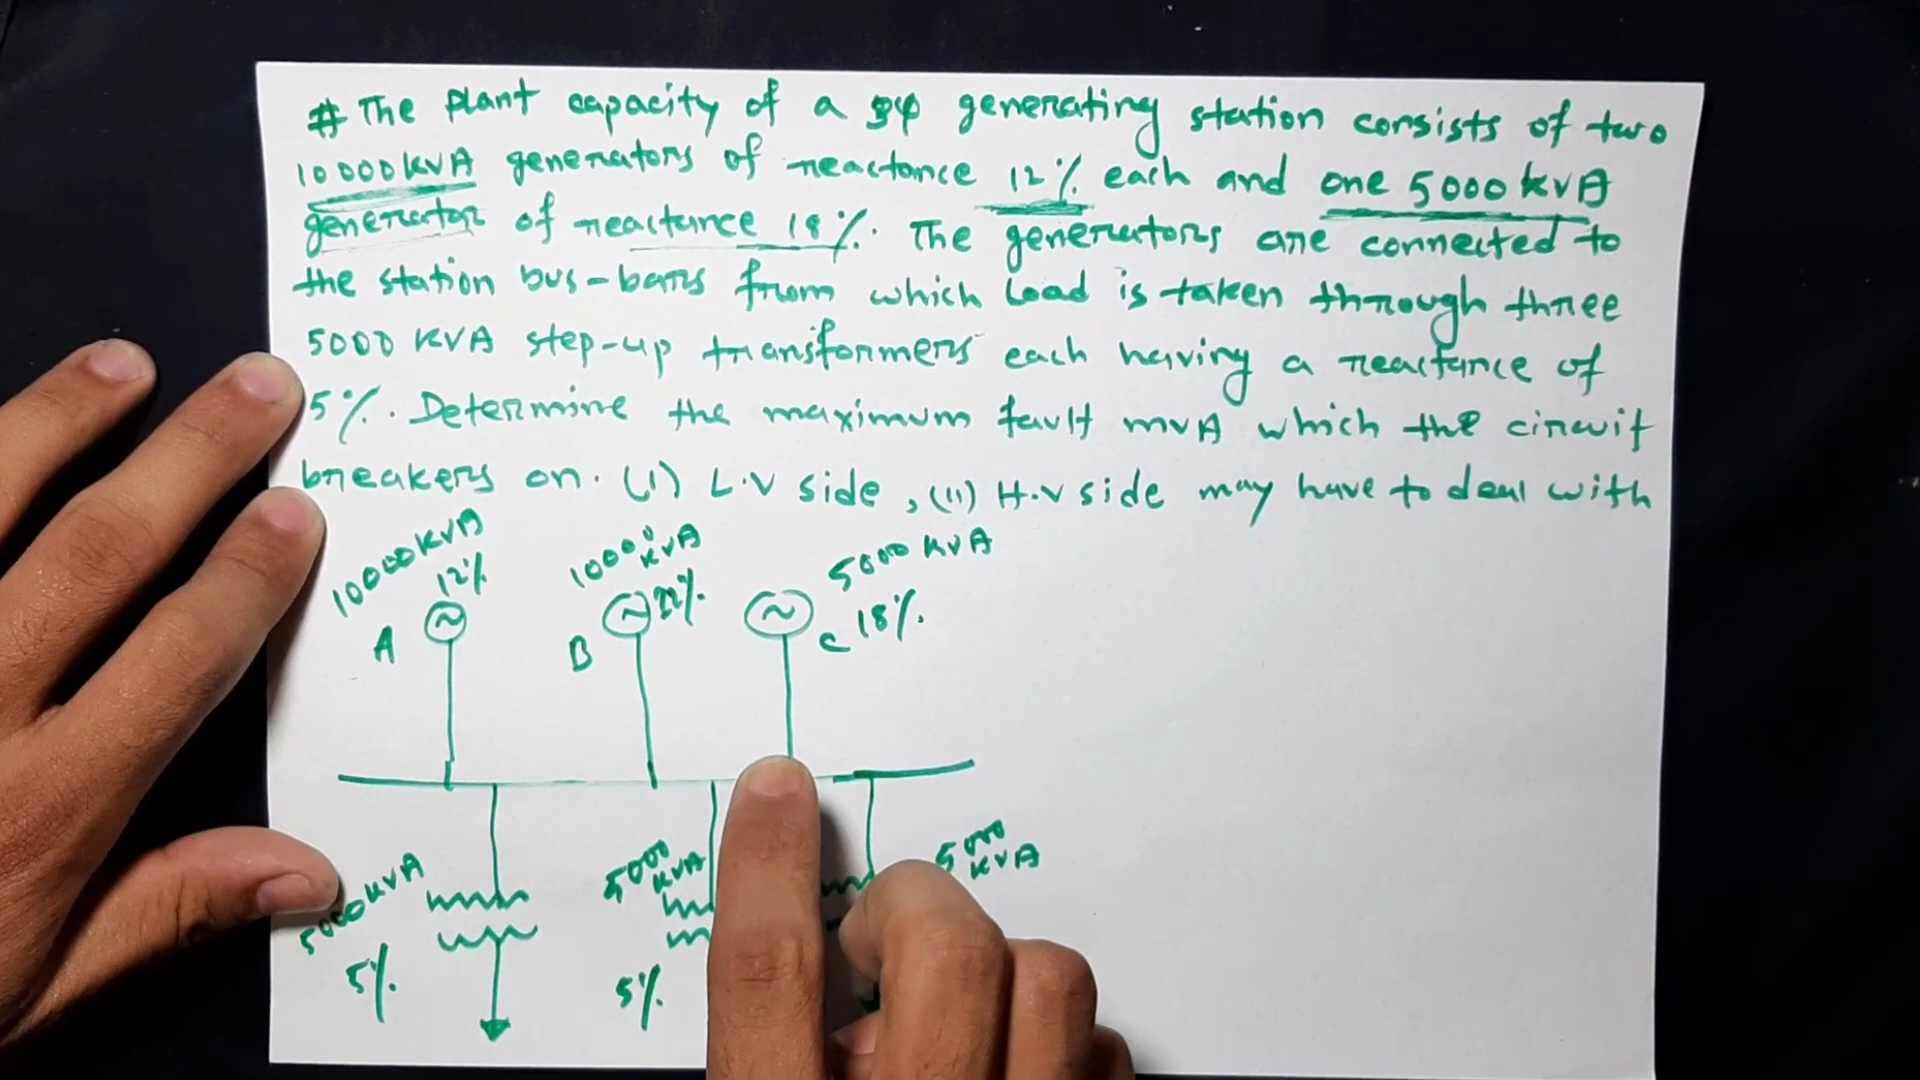 # The plant capacity of a 3φ generating station consists of two
10000 KVA generators of reactance 12% each and one 5000 KVA
generator of reactance 18%. The generators are connected to
the station bus-bars from which load is taken through three
5000 KVA step-up transformers each having a reactance of
5%. Determine the maximum fault MVA which the circuit
breakers on. (i) L.V side, (ii) H.V side may have to deal with
10000 KVA
12%
A
10000 KVA
12%
B
5000 KVA
18%
C
5000 KVA
5%
5000 KVA
5%
5000 KVA